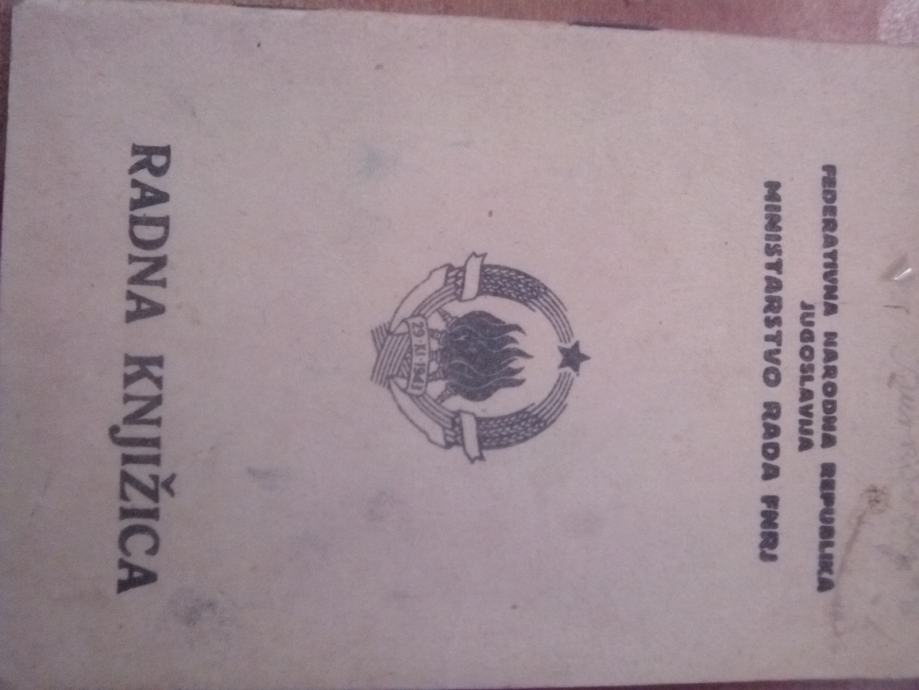 FEDERATIVNA NARODNA REPUBLIKA
JUGOSLAVIJA
MINISTARSTVO RADA FNRJ
29·XI·1943
RADNA KNJIŽICA